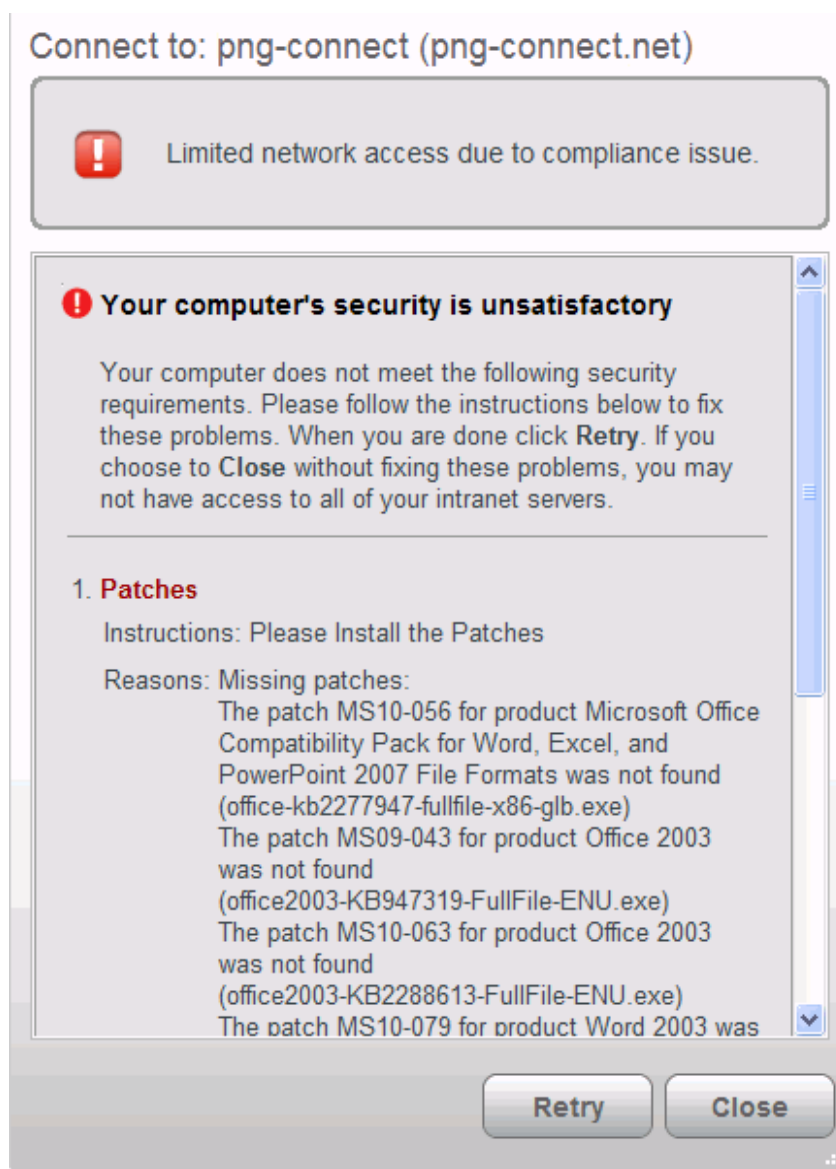 Connect to: png-connect (png-connect.net)
Limited network access due to compliance issue.
Your computer's security is unsatisfactory
Your computer does not meet the following security
requirements. Please follow the instructions below to fix
these problems. When you are done click Retry. If you
choose to Close without fixing these problems, you may
not have access to all of your intranet servers.
1. Patches
Instructions: Please Install the Patches
Reasons: Missing patches:
The patch MS10-056 for product Microsoft Office
Compatibility Pack for Word, Excel, and
PowerPoint 2007 File Formats was not found
(office-kb2277947-fullfile-x86-glb.exe)
The patch MS09-043 for product Office 2003
was not found
(office2003-KB947319-FullFile-ENU.exe)
The patch MS10-063 for product Office 2003
was not found
(office2003-KB2288613-FullFile-ENU.exe)
The patch MS10-079 for product Word 2003 was
Retry Close